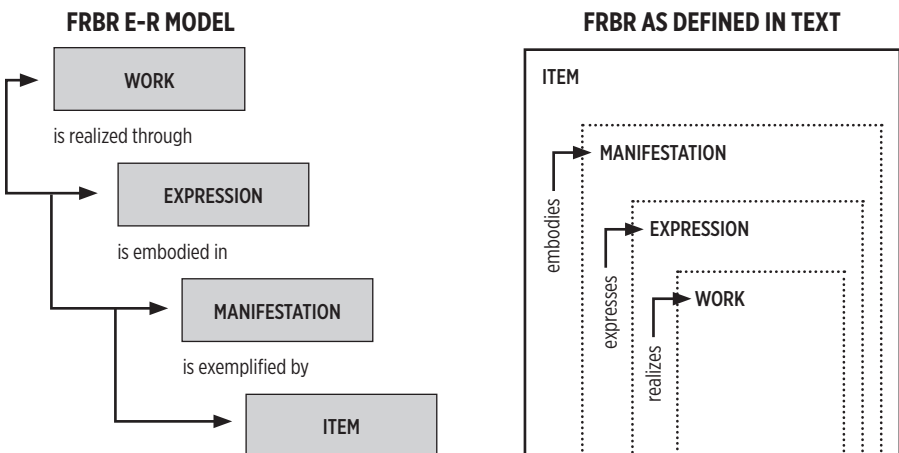 FRBR E-R MODEL
WORK
is realized through
EXPRESSION
is embodied in
MANIFESTATION
is exemplified by
ITEM
FRBR AS DEFINED IN TEXT
ITEM
MANIFESTATION
embodies
EXPRESSION
expresses
WORK
realizes